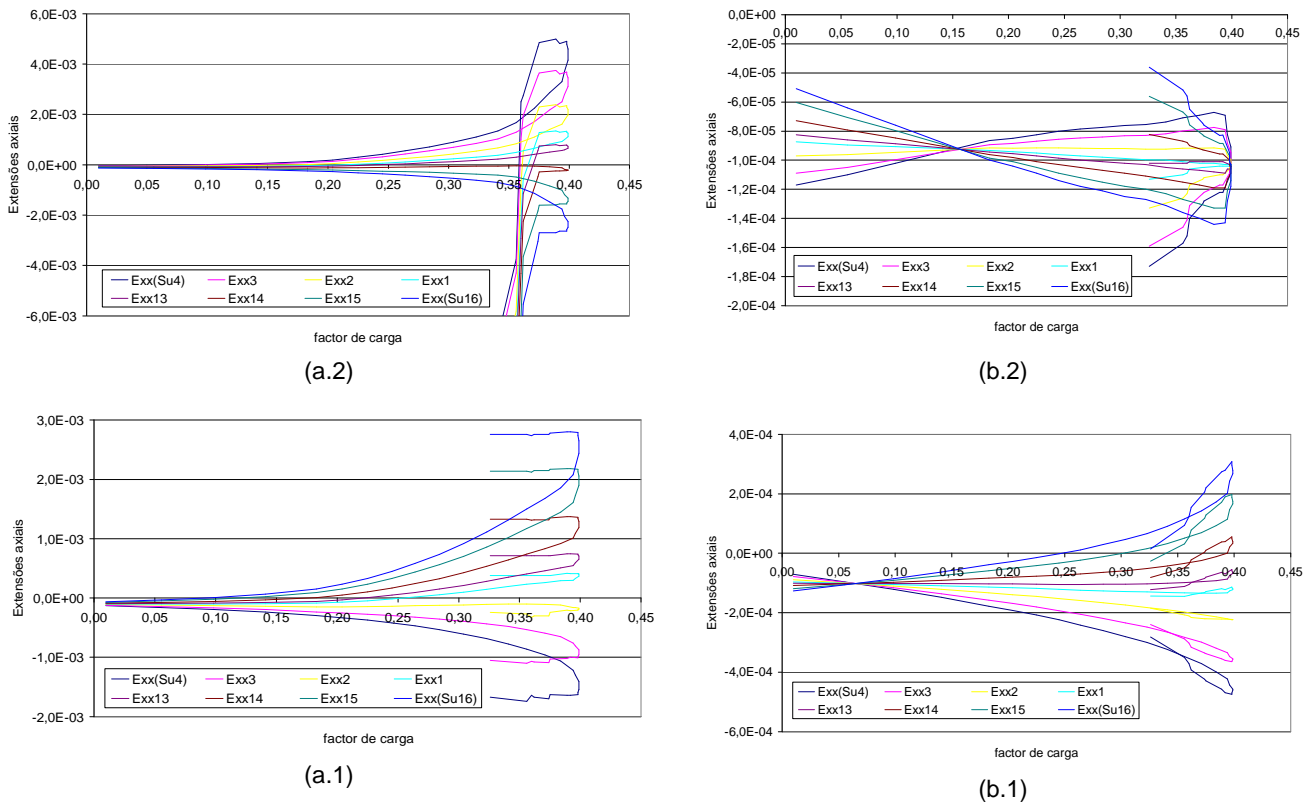 6,0E-03
4,0E-03
2,0E-03
0,0E+00
-2,0E-03
-4,0E-03
-6,0E-03
0,00 0,05 0,10 0,15 0,20 0,25 0,30 0,35 0,40 0,45
Extensões axiais
Exx(Su4) Exx3 Exx2 Exx1
Exx13 Exx14 Exx15 Exx(Su16)
factor de carga
(a.2)
0,0E+00
-2,0E-05
-4,0E-05
-6,0E-05
-8,0E-05
-1,0E-04
-1,2E-04
-1,4E-04
-1,6E-04
-1,8E-04
-2,0E-04
0,00 0,05 0,10 0,15 0,20 0,25 0,30 0,35 0,40 0,45
Extensões axiais
Exx(Su4) Exx3 Exx2 Exx1
Exx13 Exx14 Exx15 Exx(Su16)
factor de carga
(b.2)
3,0E-03
2,0E-03
1,0E-03
0,0E+00
-1,0E-03
-2,0E-03
0,00 0,05 0,10 0,15 0,20 0,25 0,30 0,35 0,40 0,45
Extensões axiais
Exx(Su4) Exx3 Exx2 Exx1
Exx13 Exx14 Exx15 Exx(Su16)
factor de carga
(a.1)
4,0E-04
2,0E-04
0,0E+00
-2,0E-04
-4,0E-04
-6,0E-04
0,00 0,05 0,10 0,15 0,20 0,25 0,30 0,35 0,40 0,45
Extensões axiais
Exx(Su4) Exx3 Exx2 Exx1
Exx13 Exx14 Exx15 Exx(Su16)
factor de carga
(b.1)